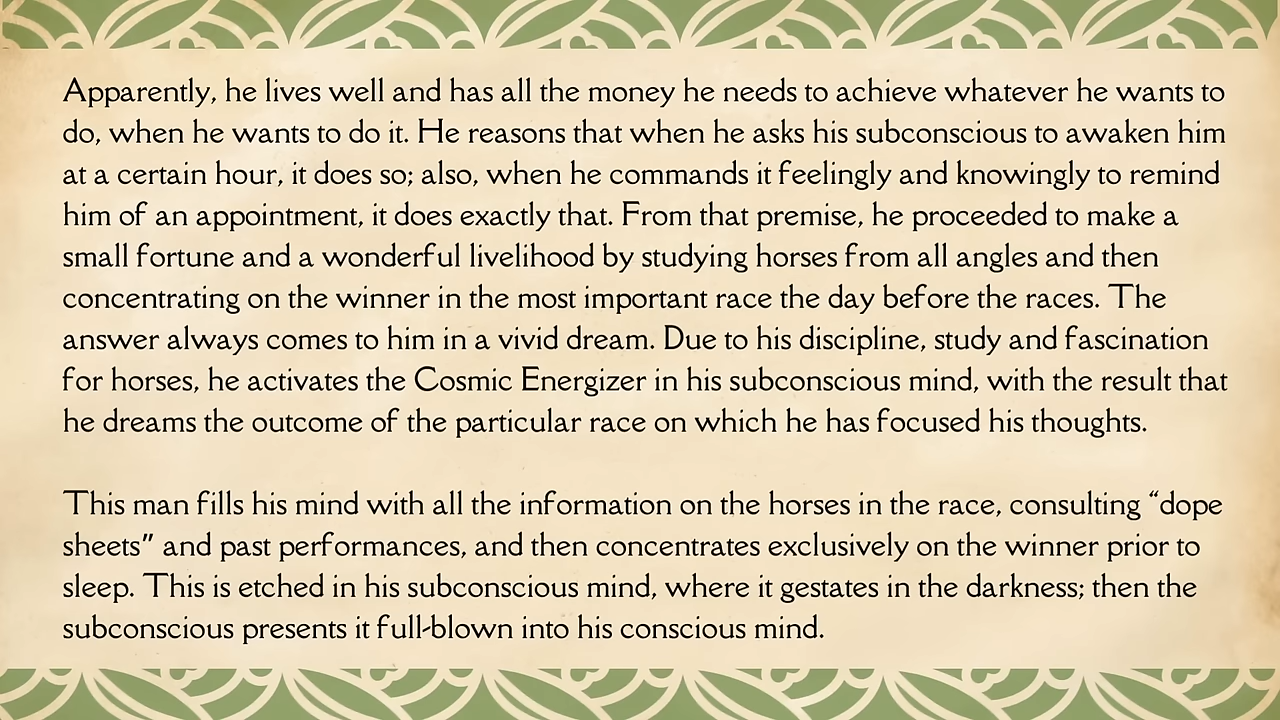 Apparently, he lives well and has all the money he needs to achieve whatever he wants to
do, when he wants to do it. He reasons that when he asks his subconscious to awaken him
at a certain hour, it does so; also, when he commands it feelingly and knowingly to remind
him of an appointment, it does exactly that. From that premise, he proceeded to make a
small fortune and a wonderful livelihood by studying horses from all angles and then
concentrating on the winner in the most important race the day before the races. The
answer always comes to him in a vivid dream. Due to his discipline, study and fascination
for horses, he activates the Cosmic Energizer in his subconscious mind, with the result that
he dreams the outcome of the particular race on which he has focused his thoughts.

This man fills his mind with all the information on the horses in the race, consulting “dope
sheets" and past performances, and then concentrates exclusively on the winner prior to
sleep. This is etched in his subconscious mind, where it gestates in the darkness; then the
subconscious presents it full-blown into his conscious mind.